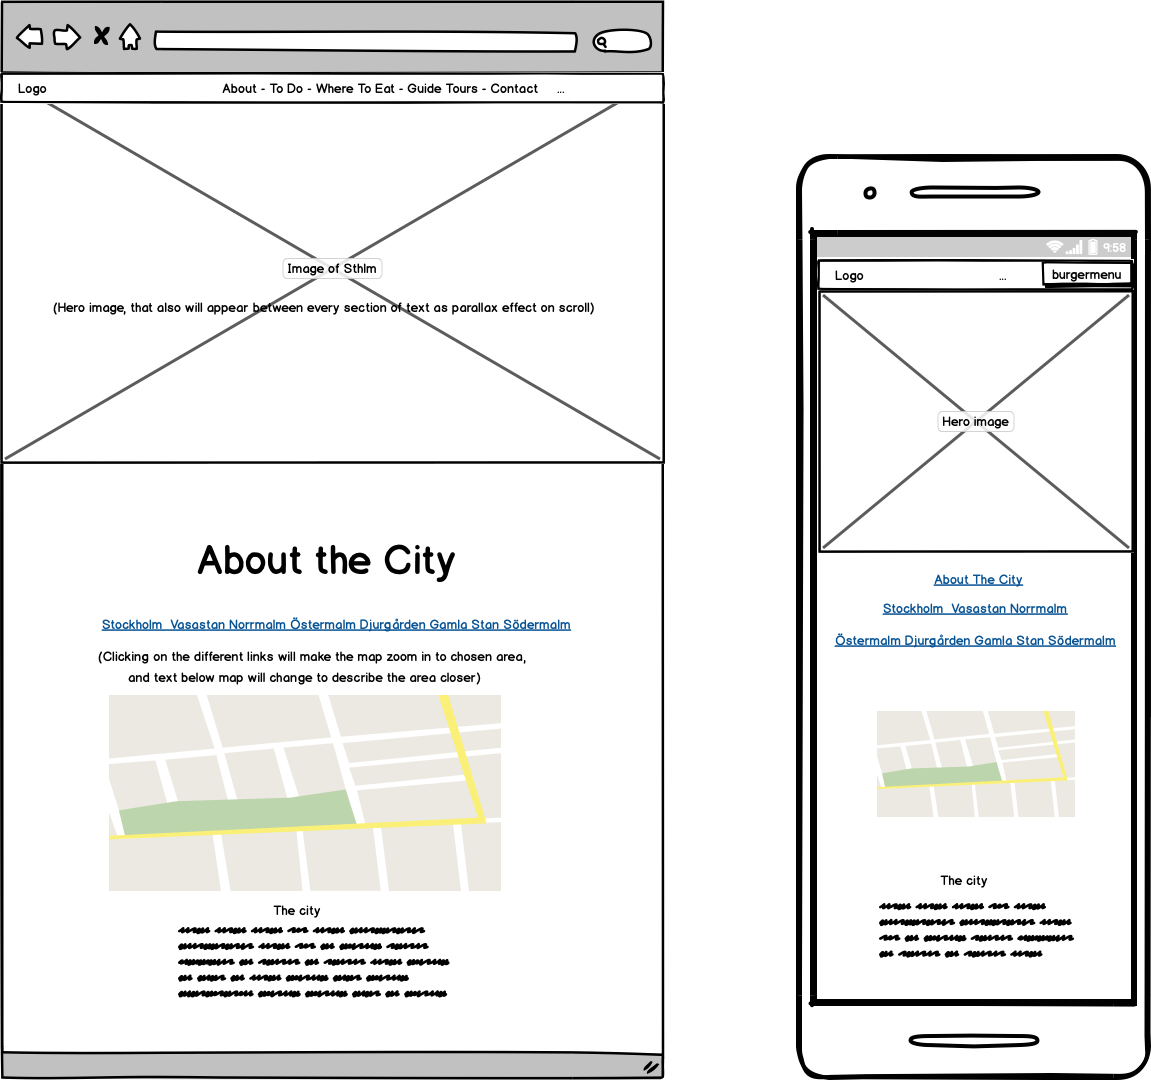 Logo
About - To Do - Where To Eat - Guide Tours - Contact ...
Image of Sthlm
(Hero image, that also will appear between every section of text as parallax effect on scroll)
About the City
Stockholm Vasastan Norrmalm Östermalm Djurgården Gamla Stan Södermalm
(Clicking on the different links will make the map zoom in to chosen area,
and text below map will change to describe the area closer)
The city
9:58
Logo ... burgermenu
Hero image
About The City
Stockholm Vasastan Norrmalm
Östermalm Djurgården Gamla Stan Södermalm
The city